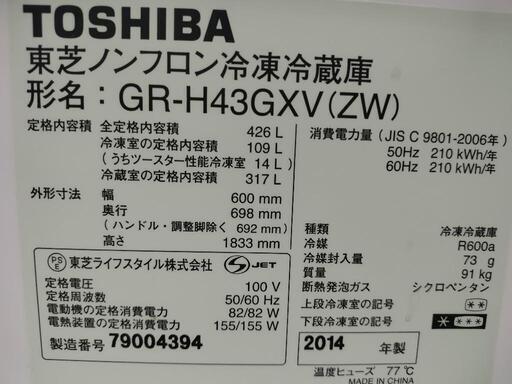 TOSHIBA
東芝ノンフロン冷凍冷蔵庫
形名：GR-H43GXV(ZW)
定格内容積 全定格内容積 426 L
冷凍室の定格内容積 109 L
(うちツースター性能冷凍室 14 L)
冷蔵室の定格内容積 317 L
外形寸法 幅 600 mm
奥行 698 mm
(ハンドル・調整脚除く 692 mm)
高さ 1833 mm
PS
E
東芝ライフスタイル株式会社
S JET
定格電圧 100 V
定格周波数 50/60 Hz
電動機の定格消費電力 82/82 W
電熱装置の定格消費電力 155/155 W
製造番号 79004394
消費電力量 (JIS C 9801-2006年)
50Hz 210 kWh/年
60Hz 210 kWh/年
種類 冷凍冷蔵庫
冷媒 R600a
冷媒封入量 73 g
質量 91 kg
断熱発泡ガス シクロペンタン
上段冷凍室の記号 **
下段冷凍室の記号 * ***
2014 年製
温度ヒューズ 77℃
MADE IN CHINA